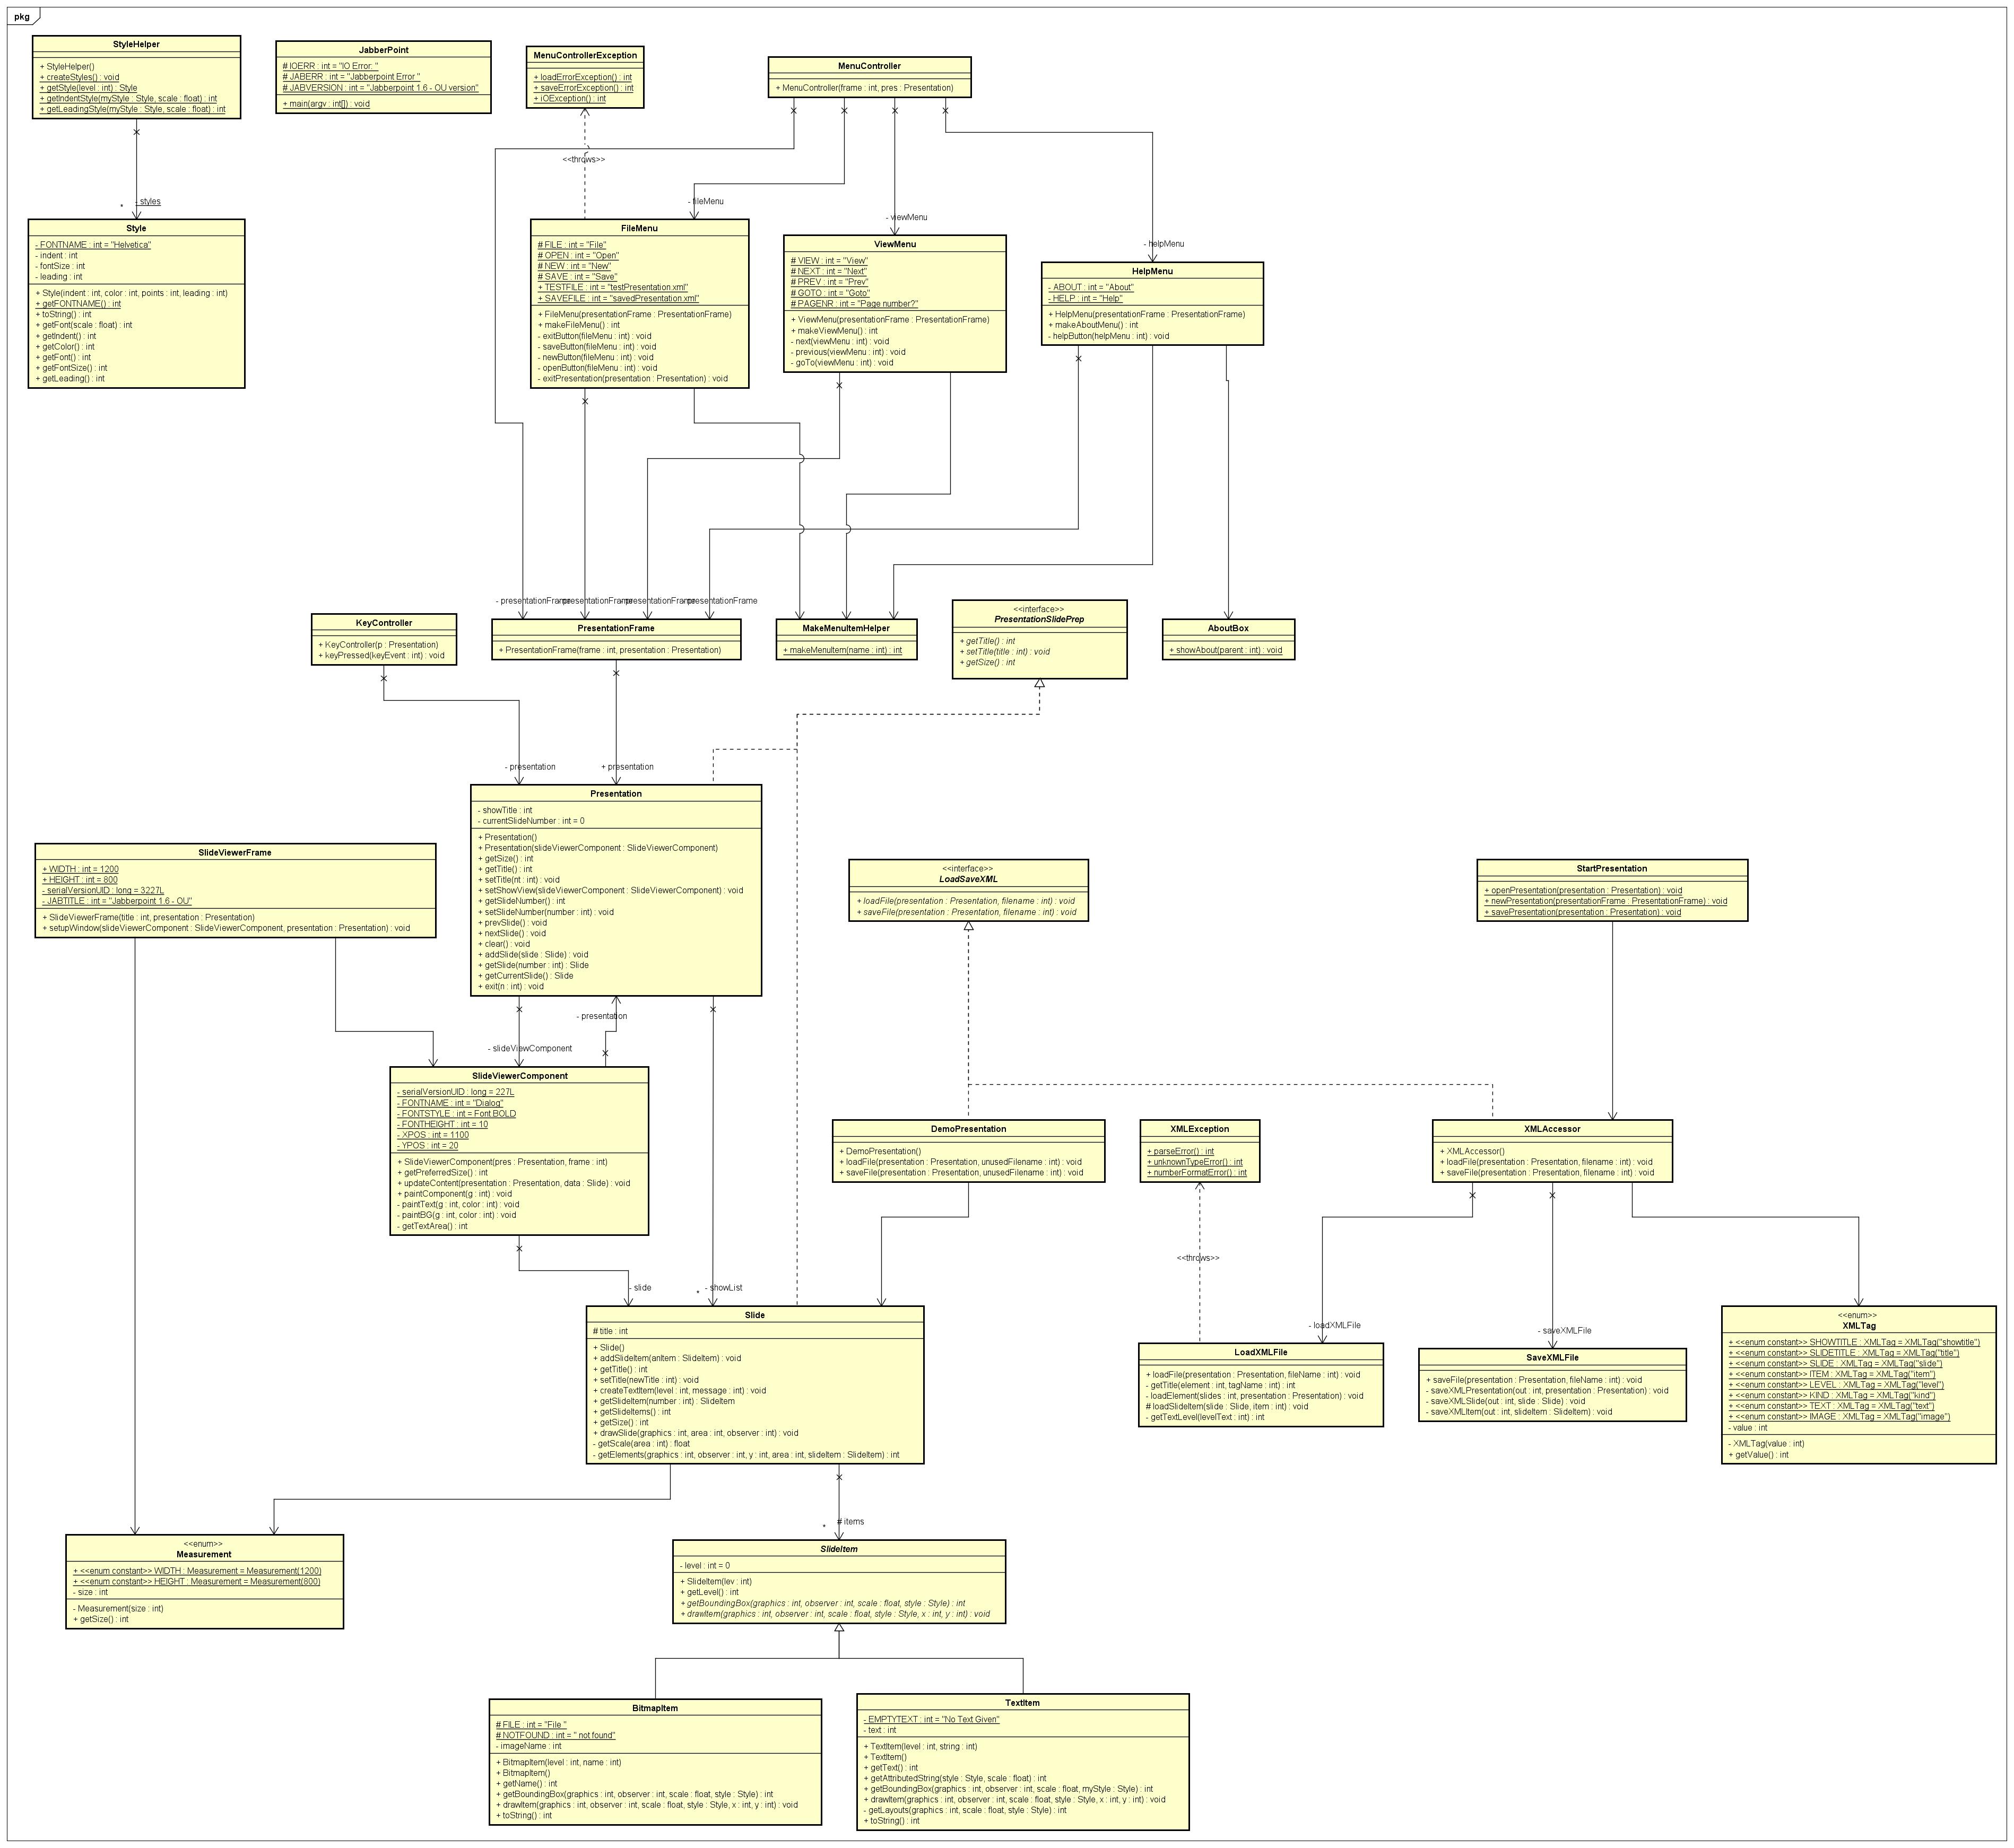 pkg
StyleHelper
+ StyleHelper()
+ createStyles() : void
+ getStyle(level : int) : Style
+ getIndentStyle(myStyle : Style, scale : float) : int
+ getLeadingStyle(myStyle : Style, scale : float) : int
JabberPoint
# IOERR : int = "IO Error: "
# JABERR : int = "Jabberpoint Error "
# JABVERSION : int = "Jabberpoint 1.6 - OU version"
+ main(argv : int[]) : void
MenuControllerException
+ loadErrorException() : int
+ saveErrorException() : int
+ iOException() : int
MenuController
+ MenuController(frame : int, pres : Presentation)
<<throws>>
- styles
*
- fileMenu
- viewMenu
- helpMenu
Style
- FONTNAME : int = "Helvetica"
- indent : int
- fontSize : int
- leading : int
+ Style(indent : int, color : int, points : int, leading : int)
+ getFONTNAME() : int
+ toString() : int
+ getFont(scale : float) : int
+ getIndent() : int
+ getColor() : int
+ getFont() : int
+ getFontSize() : int
+ getLeading() : int
FileMenu
# FILE : int = "File"
# OPEN : int = "Open"
# NEW : int = "New"
# SAVE : int = "Save"
+ TESTFILE : int = "testPresentation.xml"
+ SAVEFILE : int = "savedPresentation.xml"
+ FileMenu(presentationFrame : PresentationFrame)
+ makeFileMenu() : int
- exitButton(fileMenu : int) : void
- saveButton(fileMenu : int) : void
- newButton(fileMenu : int) : void
- openButton(fileMenu : int) : void
- exitPresentation(presentation : Presentation) : void
ViewMenu
# VIEW : int = "View"
# NEXT : int = "Next"
# PREV : int = "Prev"
# GOTO : int = "Goto"
# PAGENR : int = "Page number?"
+ ViewMenu(presentationFrame : PresentationFrame)
+ makeViewMenu() : int
- next(viewMenu : int) : void
- previous(viewMenu : int) : void
- goTo(viewMenu : int) : void
HelpMenu
- ABOUT : int = "About"
- HELP : int = "Help"
+ HelpMenu(presentationFrame : PresentationFrame)
+ makeAboutMenu() : int
- helpButton(helpMenu : int) : void
- presentationFrame
- presentationFrame
- presentationFrame
- presentationFrame
KeyController
+ KeyController(p : Presentation)
+ keyPressed(keyEvent : int) : void
PresentationFrame
+ PresentationFrame(frame : int, presentation : Presentation)
MakeMenuItemHelper
+ makeMenuItem(name : int) : int
<<interface>>
PresentationSlidePrep
+ getTitle() : int
+ setTitle(title : int) : void
+ getSize() : int
AboutBox
+ showAbout(parent : int) : void
- presentation
+ presentation
Presentation
- showTitle : int
- currentSlideNumber : int = 0
+ Presentation()
+ Presentation(slideViewerComponent : SlideViewerComponent)
+ getSize() : int
+ getTitle() : int
+ setTitle(nt : int) : void
+ setShowView(slideViewerComponent : SlideViewerComponent) : void
+ getSlideNumber() : int
+ setSlideNumber(number : int) : void
+ prevSlide() : void
+ nextSlide() : void
+ clear() : void
+ addSlide(slide : Slide) : void
+ getSlide(number : int) : Slide
+ getCurrentSlide() : Slide
+ exit(n : int) : void
SlideViewerFrame
+ WIDTH : int = 1200
+ HEIGHT : int = 800
- serialVersionUID : long = 3227L
- JABTITLE : int = "Jabberpoint 1.6 - OU"
+ SlideViewerFrame(title : int, presentation : Presentation)
+ setupWindow(slideViewerComponent : SlideViewerComponent, presentation : Presentation) : void
<<interface>>
LoadSaveXML
+ loadFile(presentation : Presentation, filename : int) : void
+ saveFile(presentation : Presentation, filename : int) : void
StartPresentation
+ openPresentation(presentation : Presentation) : void
+ newPresentation(presentationFrame : PresentationFrame) : void
+ savePresentation(presentation : Presentation) : void
- presentation
- slideViewComponent
SlideViewerComponent
- serialVersionUID : long = 227L
- FONTNAME : int = "Dialog"
- FONTSTYLE : int = Font.BOLD
- FONTHEIGHT : int = 10
- XPOS : int = 1100
- YPOS : int = 20
+ SlideViewerComponent(pres : Presentation, frame : int)
+ getPreferredSize() : int
+ updateContent(presentation : Presentation, data : Slide) : void
+ paintComponent(g : int) : void
- paintText(g : int, color : int) : void
- paintBG(g : int, color : int) : void
- getTextArea() : int
DemoPresentation
+ DemoPresentation()
+ loadFile(presentation : Presentation, unusedFilename : int) : void
+ saveFile(presentation : Presentation, unusedFilename : int) : void
XMLException
+ parseError() : int
+ unknownTypeError() : int
+ numberFormatError() : int
XMLAccessor
+ XMLAccessor()
+ loadFile(presentation : Presentation, filename : int) : void
+ saveFile(presentation : Presentation, filename : int) : void
<<throws>>
- slide
- showList
*
- loadXMLFile
- saveXMLFile
Slide
# title : int
+ Slide()
+ addSlideItem(anItem : SlideItem) : void
+ getTitle() : int
+ setTitle(newTitle : int) : void
+ createTextItem(level : int, message : int) : void
+ getSlideItem(number : int) : SlideItem
+ getSlideItems() : int
+ getSize() : int
+ drawSlide(graphics : int, area : int, observer : int) : void
- getScale(area : int) : float
- getElements(graphics : int, observer : int, y : int, area : int, slideItem : SlideItem) : int
LoadXMLFile
+ loadFile(presentation : Presentation, fileName : int) : void
- getTitle(element : int, tagName : int) : int
- loadElement(slides : int, presentation : Presentation) : void
# loadSlideItem(slide : Slide, item : int) : void
- getTextLevel(levelText : int) : int
SaveXMLFile
+ saveFile(presentation : Presentation, fileName : int) : void
- saveXMLPresentation(out : int, presentation : Presentation) : void
- saveXMLSlide(out : int, slide : Slide) : void
- saveXMLItem(out : int, slideItem : SlideItem) : void
<<enum>>
XMLTag
+ <<enum constant>> SHOWTITLE : XMLTag = XMLTag("showtitle")
+ <<enum constant>> SLIDETITLE : XMLTag = XMLTag("title")
+ <<enum constant>> SLIDE : XMLTag = XMLTag("slide")
+ <<enum constant>> ITEM : XMLTag = XMLTag("item")
+ <<enum constant>> LEVEL : XMLTag = XMLTag("level")
+ <<enum constant>> KIND : XMLTag = XMLTag("kind")
+ <<enum constant>> TEXT : XMLTag = XMLTag("text")
+ <<enum constant>> IMAGE : XMLTag = XMLTag("image")
- value : int
- XMLTag(value : int)
+ getValue() : int
# items
*
<<enum>>
Measurement
+ <<enum constant>> WIDTH : Measurement = Measurement(1200)
+ <<enum constant>> HEIGHT : Measurement = Measurement(800)
- size : int
- Measurement(size : int)
+ getSize() : int
SlideItem
- level : int = 0
+ SlideItem(lev : int)
+ getLevel() : int
+ getBoundingBox(graphics : int, observer : int, scale : float, style : Style) : int
+ drawItem(graphics : int, observer : int, scale : float, style : Style, x : int, y : int) : void
BitmapItem
# FILE : int = "File "
# NOTFOUND : int = " not found"
- imageName : int
+ BitmapItem(level : int, name : int)
+ BitmapItem()
+ getName() : int
+ getBoundingBox(graphics : int, observer : int, scale : float, style : Style) : int
+ drawItem(graphics : int, observer : int, scale : float, style : Style, x : int, y : int) : void
+ toString() : int
TextItem
- EMPTYTEXT : int = "No Text Given"
- text : int
+ TextItem(level : int, string : int)
+ TextItem()
+ getText() : int
+ getAttributedString(style : Style, scale : float) : int
+ getBoundingBox(graphics : int, observer : int, scale : float, myStyle : Style) : int
+ drawItem(graphics : int, observer : int, scale : float, style : Style, x : int, y : int) : void
- getLayouts(graphics : int, scale : float, style : Style) : int
+ toString() : int